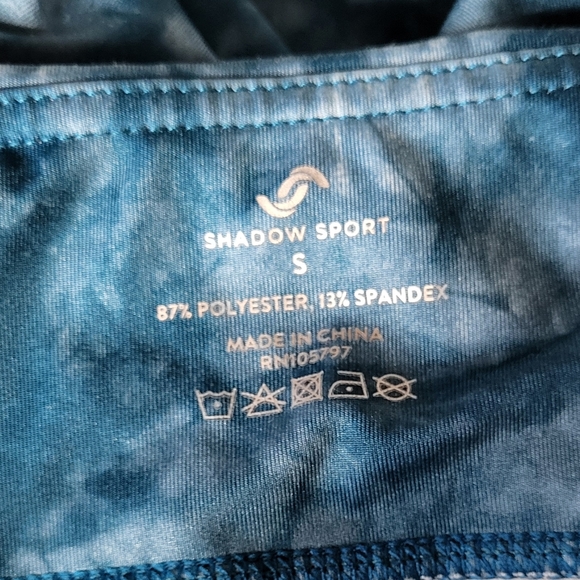 SHADOW SPORT
S
87% POLYESTER, 13% SPANDEX
MADE IN CHINA
RN105797